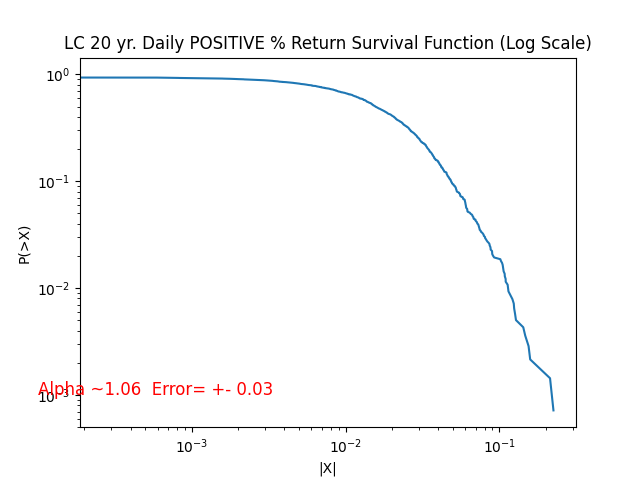 LC 20 yr. Daily POSITIVE % Return Survival Function (Log Scale)
10⁰
10⁻¹
10⁻²
10⁻³
P(>X)
Alpha ~1.06  Error= +- 0.03
10⁻³ 10⁻² 10⁻¹
|X|